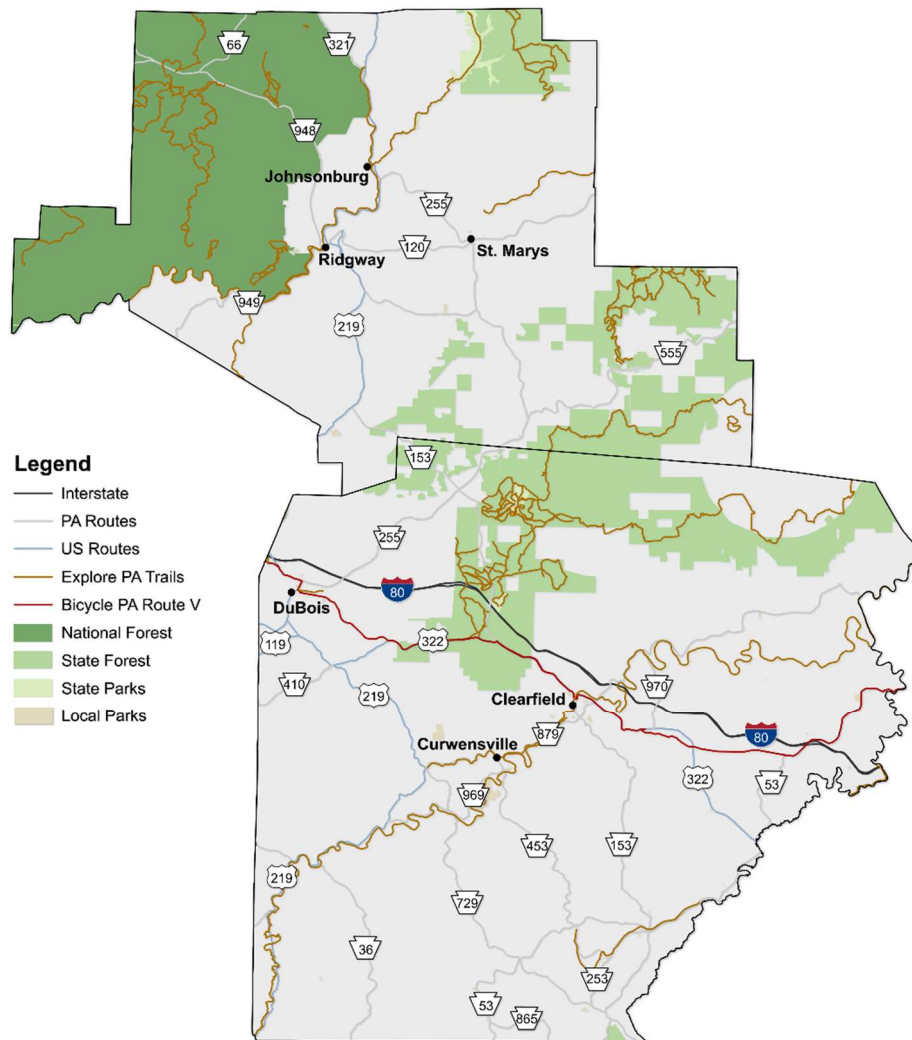 66
321
948
Johnsonburg
255
120
St. Marys
Ridgway
949
219
555
153
Legend
Interstate
PA Routes
US Routes
Explore PA Trails
Bicycle PA Route V
National Forest
State Forest
State Parks
Local Parks
255
80
DuBois
119
322
410
219
970
Clearfield
879
Curwensville
80
322
53
969
453
153
219
729
36
253
53
865